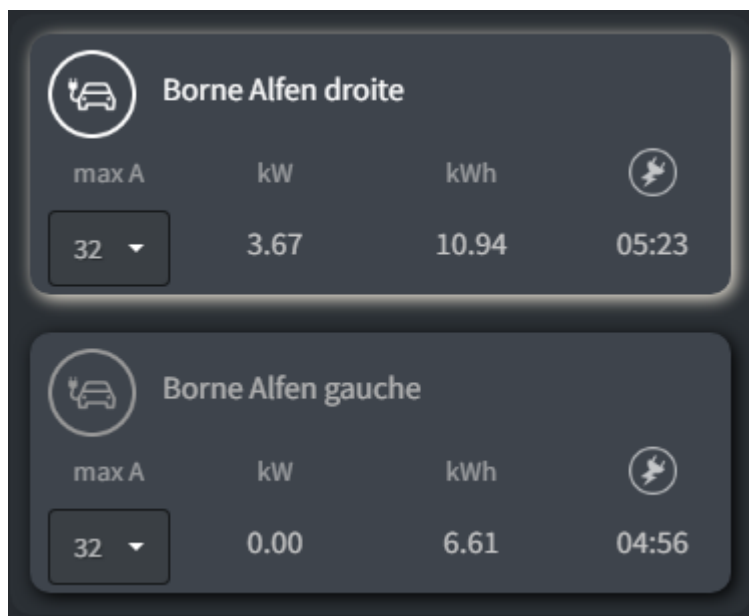 Borne Alfen droite
max A kW kWh
32 3.67 10.94 05:23
Borne Alfen gauche
max A kW kWh
32 0.00 6.61 04:56